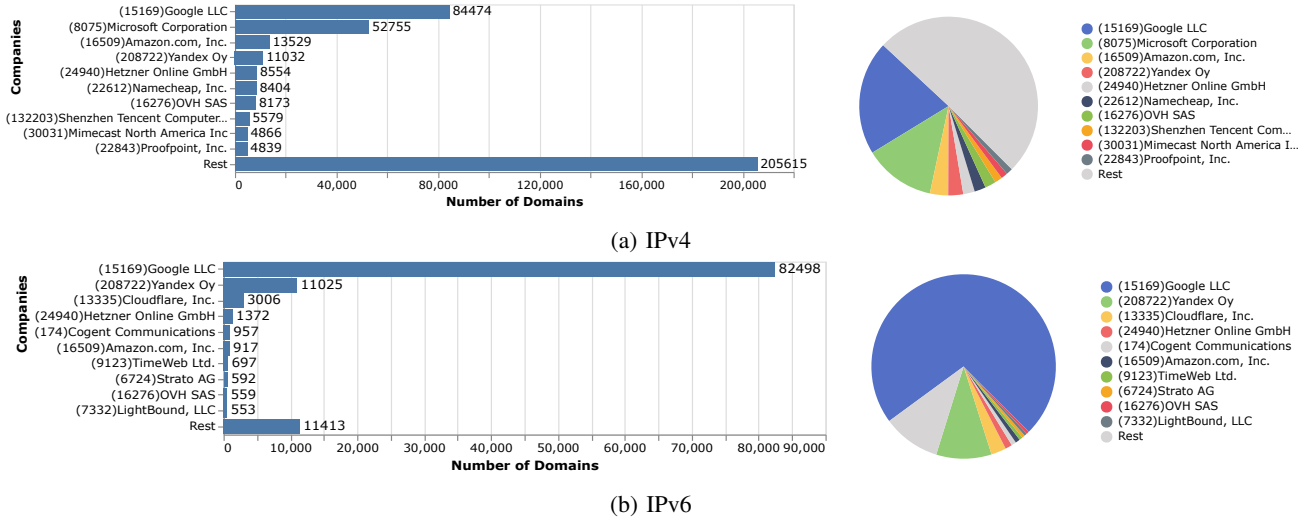 Companies
(15169)Google LLC 84474
(8075)Microsoft Corporation 52755
(16509)Amazon.com, Inc. 13529
(208722)Yandex Oy 11032
(24940)Hetzner Online GmbH 8554
(22612)Namecheap, Inc. 8404
(16276)OVH SAS 8173
(132203)Shenzhen Tencent Computer... 5579
(30031)Mimecast North America Inc 4866
(22843)Proofpoint, Inc. 4839
Rest 205615
0 40,000 80,000 120,000 160,000 200,000
Number of Domains
(15169)Google LLC
(8075)Microsoft Corporation
(16509)Amazon.com, Inc.
(208722)Yandex Oy
(24940)Hetzner Online GmbH
(22612)Namecheap, Inc.
(16276)OVH SAS
(132203)Shenzhen Tencent Com...
(30031)Mimecast North America I...
(22843)Proofpoint, Inc.
Rest
(a) IPv4
Companies
(15169)Google LLC 82498
(208722)Yandex Oy 11025
(13335)Cloudflare, Inc. 3006
(24940)Hetzner Online GmbH 1372
(174)Cogent Communications 957
(16509)Amazon.com, Inc. 917
(9123)TimeWeb Ltd. 697
(6724)Strato AG 592
(16276)OVH SAS 559
(7332)LightBound, LLC 553
Rest 11413
0 10,000 20,000 30,000 40,000 50,000 60,000 70,000 80,000 90,000
Number of Domains
(15169)Google LLC
(208722)Yandex Oy
(13335)Cloudflare, Inc.
(24940)Hetzner Online GmbH
(174)Cogent Communications
(16509)Amazon.com, Inc.
(9123)TimeWeb Ltd.
(6724)Strato AG
(16276)OVH SAS
(7332)LightBound, LLC
Rest
(b) IPv6